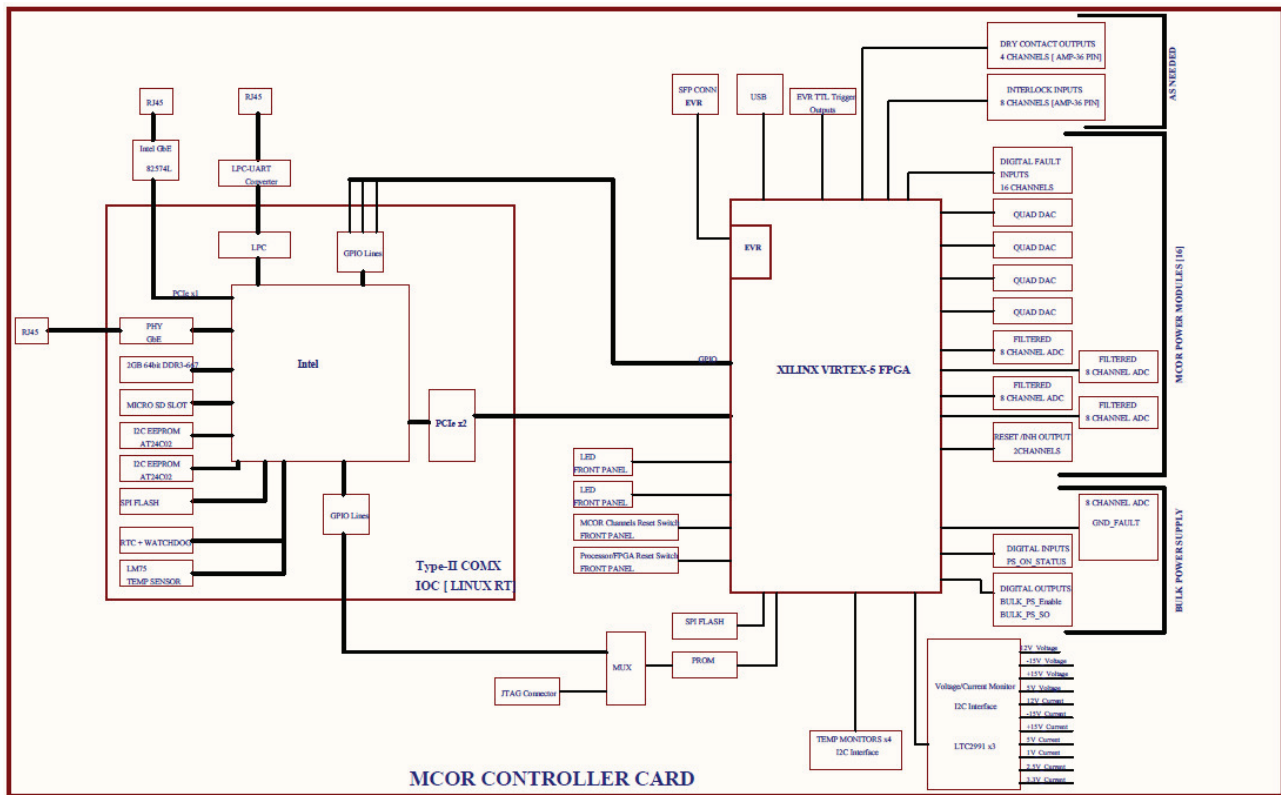 DRY CONTACT OUTPUTS
4 CHANNELS [ AMP-36 PIN]
INTERLOCK INPUTS
8 CHANNELS [AMP-36 PIN]
AS NEEDED
RJ45
RJ45
SFP CONN
EVR
USB
EVR TTL Trigger
Outputs
Intel GbE
82574L
LPC-UART
Converter
DIGITAL FAULT
INPUTS
16 CHANNELS
LPC
GPIO Lines
EVR
QUAD DAC
QUAD DAC
QUAD DAC
QUAD DAC
MCOR POWER MODULES [16]
PCIe x1
RJ45
PHY
GbE
2GB 64bit DDR3-667
MICRO SD SLOT
I2C EEPROM
AT24C02
I2C EEPROM
AT24C02
SPI FLASH
RTC + WATCHDOG
LM75
TEMP SENSOR
Intel
PCIe x2
GPIO Lines
Type-II COMX
IOC [ LINUX RT]
GPIO
XILINX VIRTEX-5 FPGA
FILTERED
8 CHANNEL ADC
FILTERED
8 CHANNEL ADC
FILTERED
8 CHANNEL ADC
FILTERED
8 CHANNEL ADC
RESET /INH OUTPUT
2CHANNELS
LED
FRONT PANEL
LED
FRONT PANEL
MCOR Channels Reset Switch
FRONT PANEL
Processor/FPGA Reset Switch
FRONT PANEL
8 CHANNEL ADC
GND_FAULT
DIGITAL INPUTS
PS_ON_STATUS
DIGITAL OUTPUTS
BULK_PS_Enable
BULK_PS_SO
BULK POWER SUPPLY
SPI FLASH
MUX
PROM
JTAG Connector
TEMP MONITORS x4
I2C Interface
Voltage/Current Monitor
I2C Interface
LTC2991 x3
12V Voltage
-15V Voltage
+15V Voltage
5V Voltage
12V Current
-15V Current
+15V Current
5V Current
1V Current
2.5V Current
3.3V Current
MCOR CONTROLLER CARD